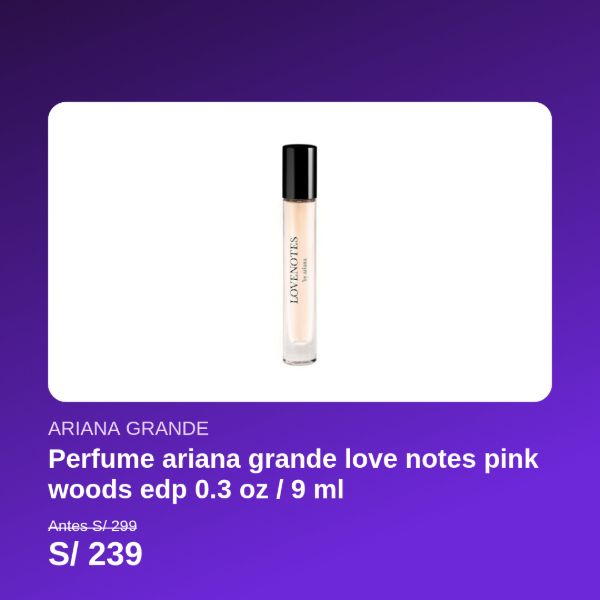 LOVENOTES
by ariana
ARIANA GRANDE
Perfume ariana grande love notes pink
woods edp 0.3 oz / 9 ml
Antes S/ 299
S/ 239